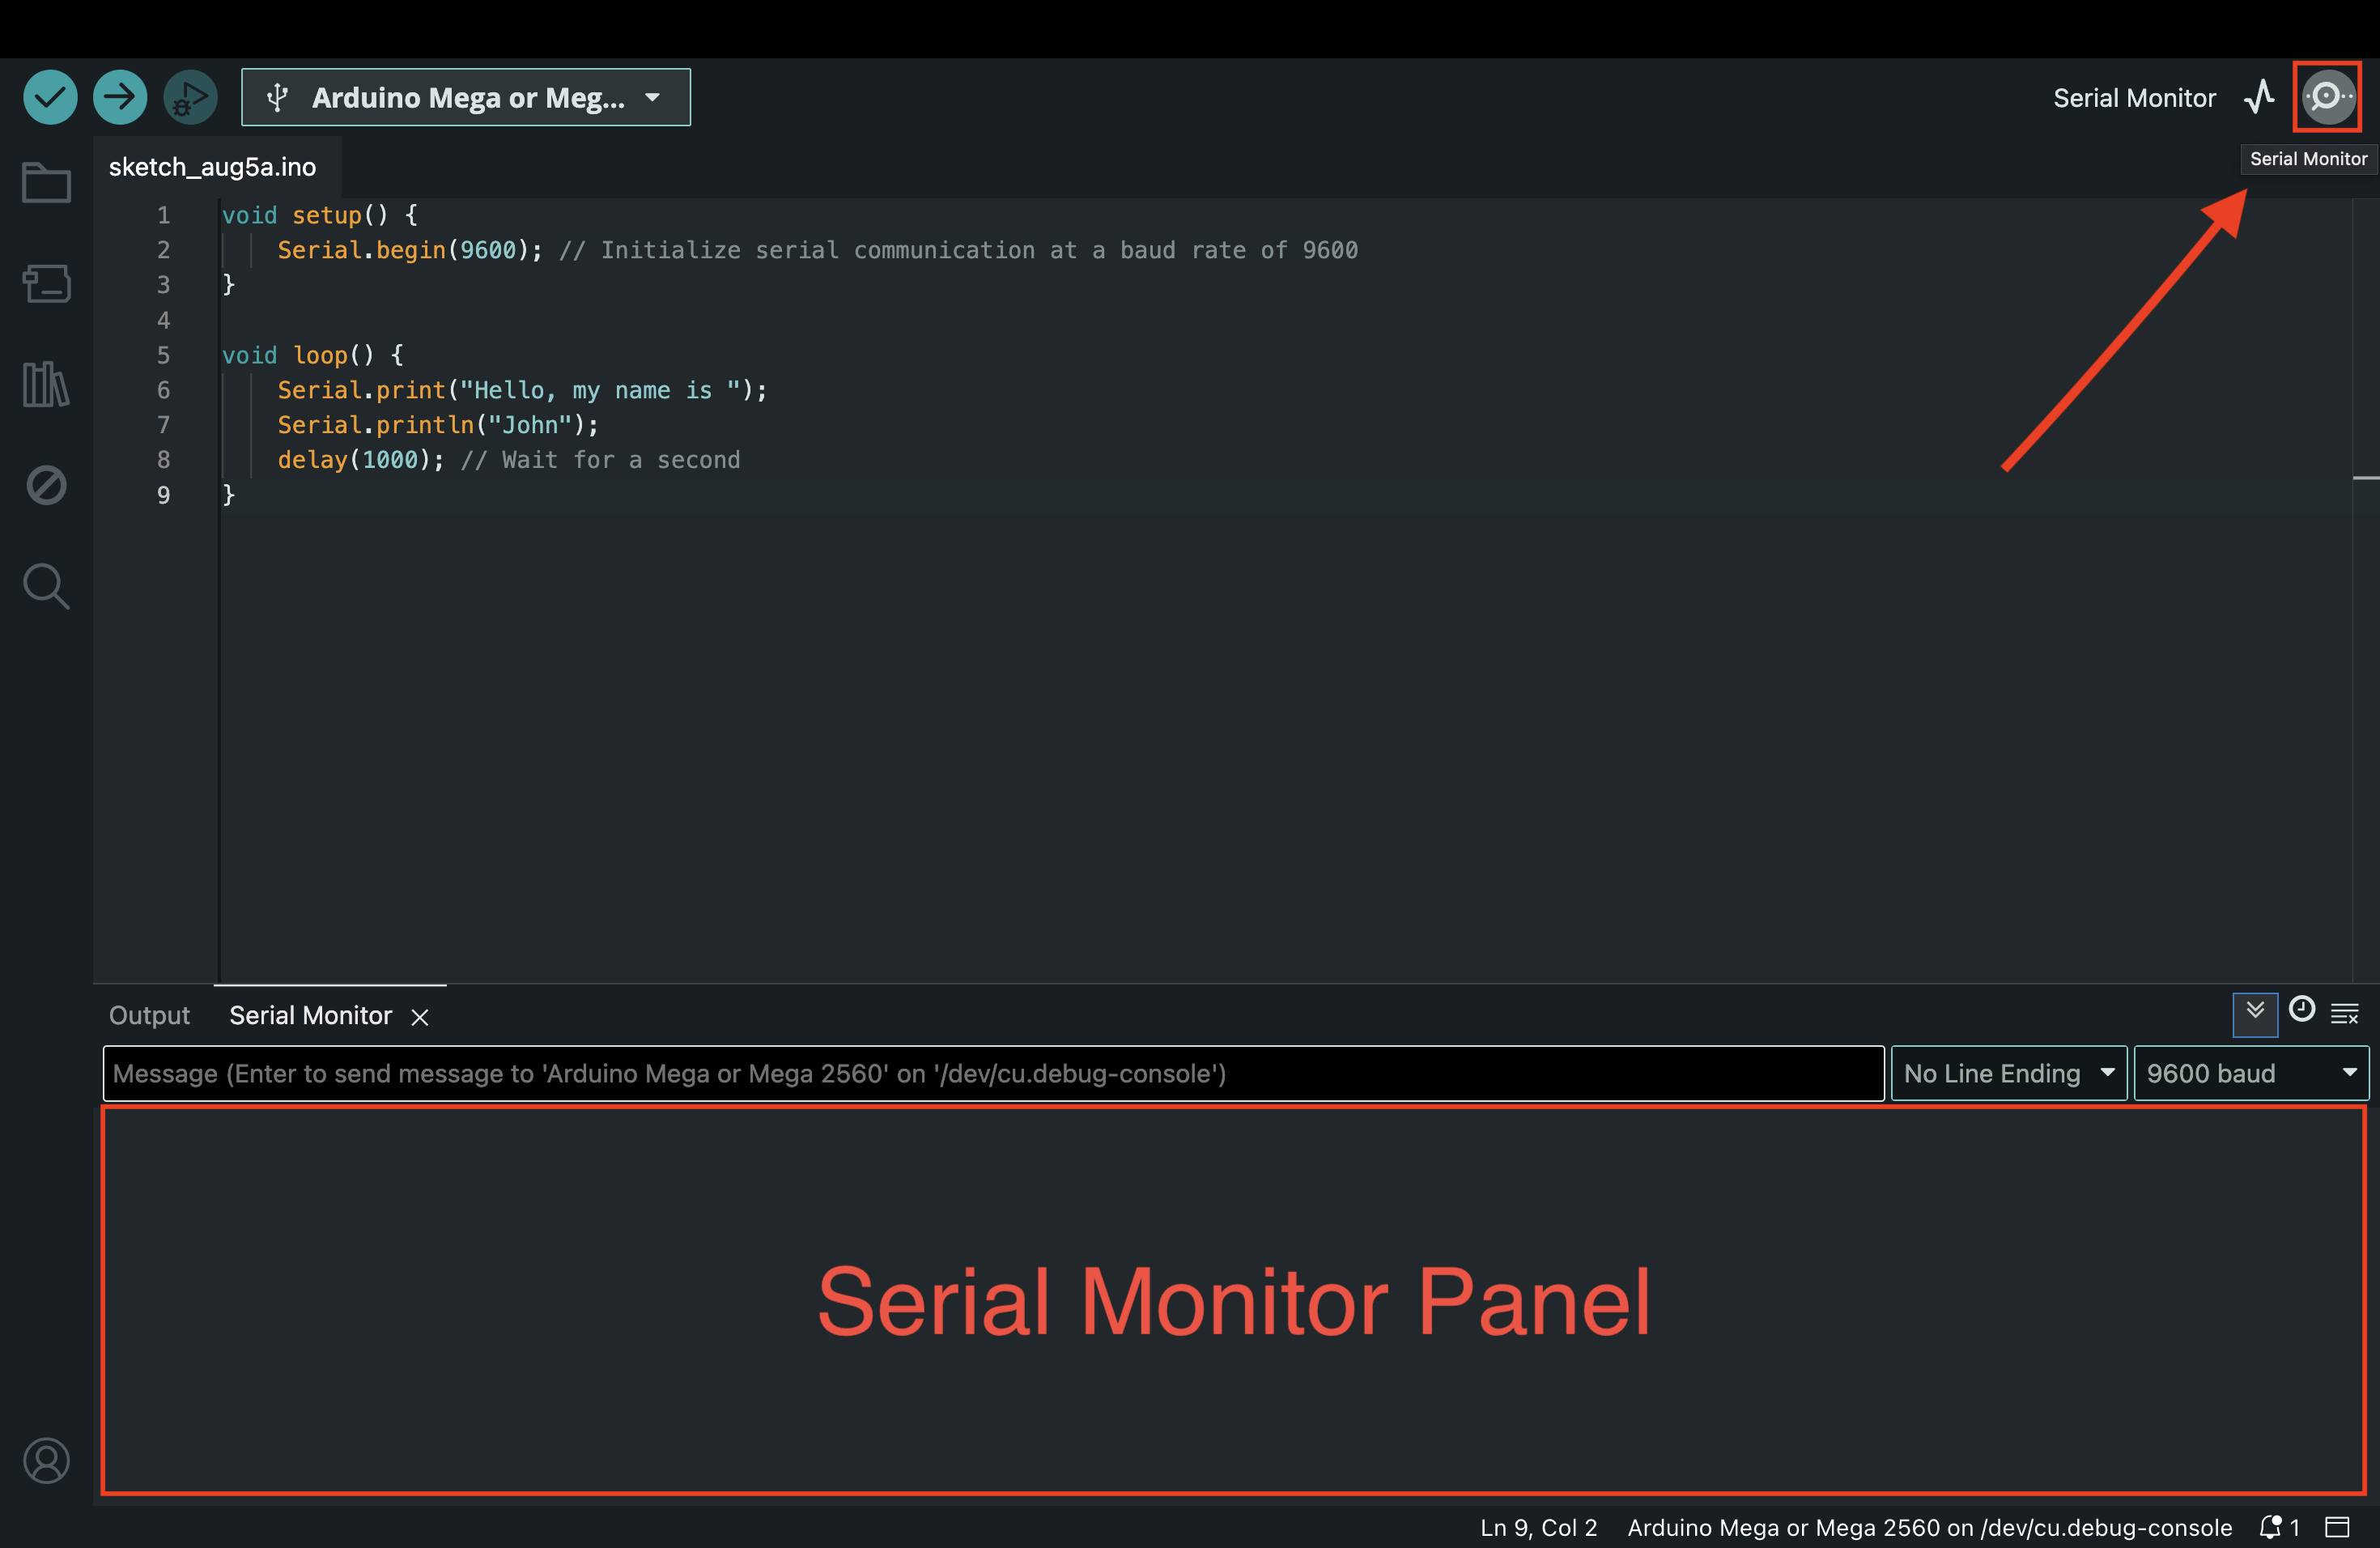 Arduino Mega or Meg...
Serial Monitor
Serial Monitor
sketch_aug5a.ino
1 void setup() {
2 Serial.begin(9600); // Initialize serial communication at a baud rate of 9600
3 }
4
5 void loop() {
6 Serial.print("Hello, my name is ");
7 Serial.println("John");
8 delay(1000); // Wait for a second
9 }
Output
Serial Monitor
Message (Enter to send message to 'Arduino Mega or Mega 2560' on '/dev/cu.debug-console')
No Line Ending
9600 baud
Serial Monitor Panel
Ln 9, Col 2
Arduino Mega or Mega 2560 on /dev/cu.debug-console
1